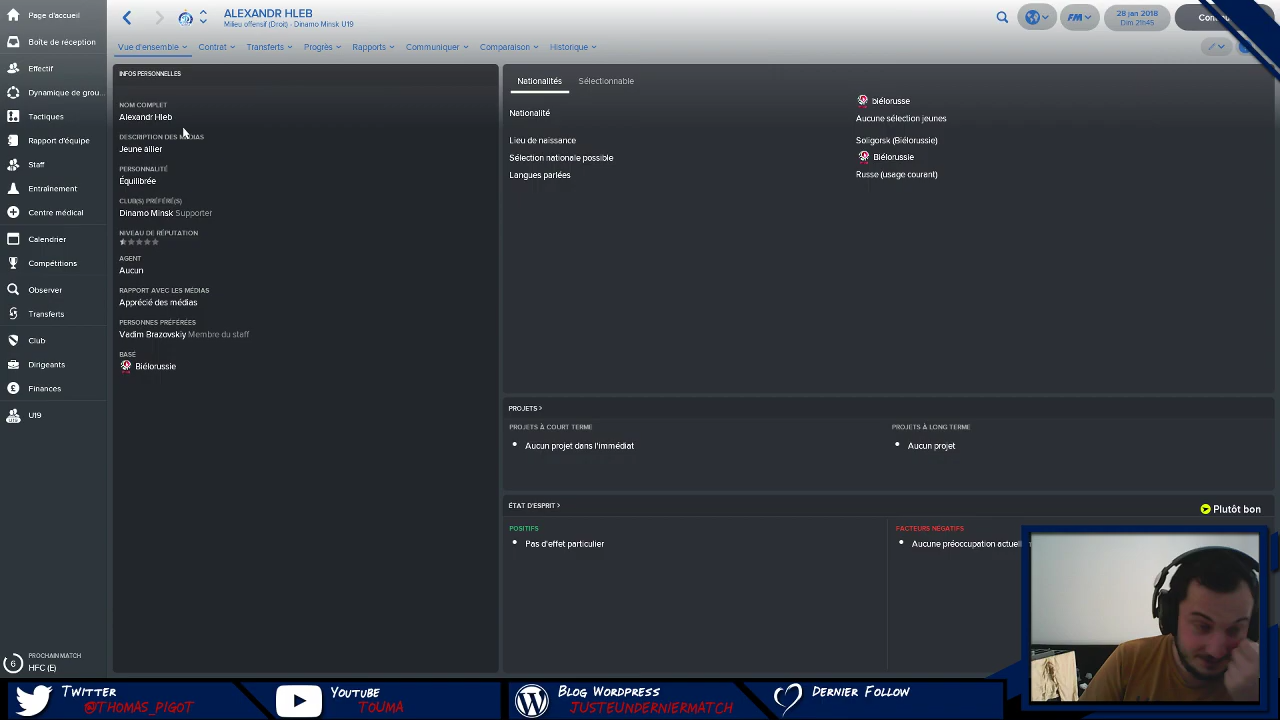 Page d'accueil
Boîte de réception
Effectif
Dynamique de grou...
Tactiques
Rapport d'équipe
Staff
Entraînement
Centre médical
Calendrier
Compétitions
Observer
Transferts
Club
Dirigeants
Finances
U19
6
PROCHAIN MATCH
HFC (E)
ALEXANDR HLEB
Milieu offensif (Droit) - Dinamo Minsk U19
FM
28 jan 2018
Dim 21h45
Vue d'ensemble
Contrat
Transferts
Progrès
Rapports
Communiquer
Comparaison
Historique
INFOS PERSONNELLES
NOM COMPLET
Alexandr Hleb
DESCRIPTION DES MÉDIAS
Jeune ailier
PERSONNALITÉ
Équilibrée
CLUB(S) PRÉFÉRÉ(S)
Dinamo Minsk Supporter
NIVEAU DE RÉPUTATION
AGENT
Aucun
RAPPORT AVEC LES MÉDIAS
Apprécié des médias
PERSONNES PRÉFÉRÉES
Vadim Brazovskiy Membre du staff
BASÉ
Biélorussie
Nationalités
Sélectionnable
Nationalité
biélorusse
Aucune sélection jeunes
Lieu de naissance
Soligorsk (Biélorussie)
Sélection nationale possible
Biélorussie
Langues parlées
Russe (usage courant)
PROJETS >
PROJETS À COURT TERME
Aucun projet dans l'immédiat
PROJETS À LONG TERME
Aucun projet
ÉTAT D'ESPRIT >
Plutôt bon
POSITIFS
Pas d'effet particulier
FACTEURS NÉGATIFS
Aucune préoccupation
TWITTER
@THOMAS_PIGOT
YOUTUBE
TOUMA
BLOG WORDPRESS
JUSTEUNDERNIERMATCH
DERNIER FOLLOW